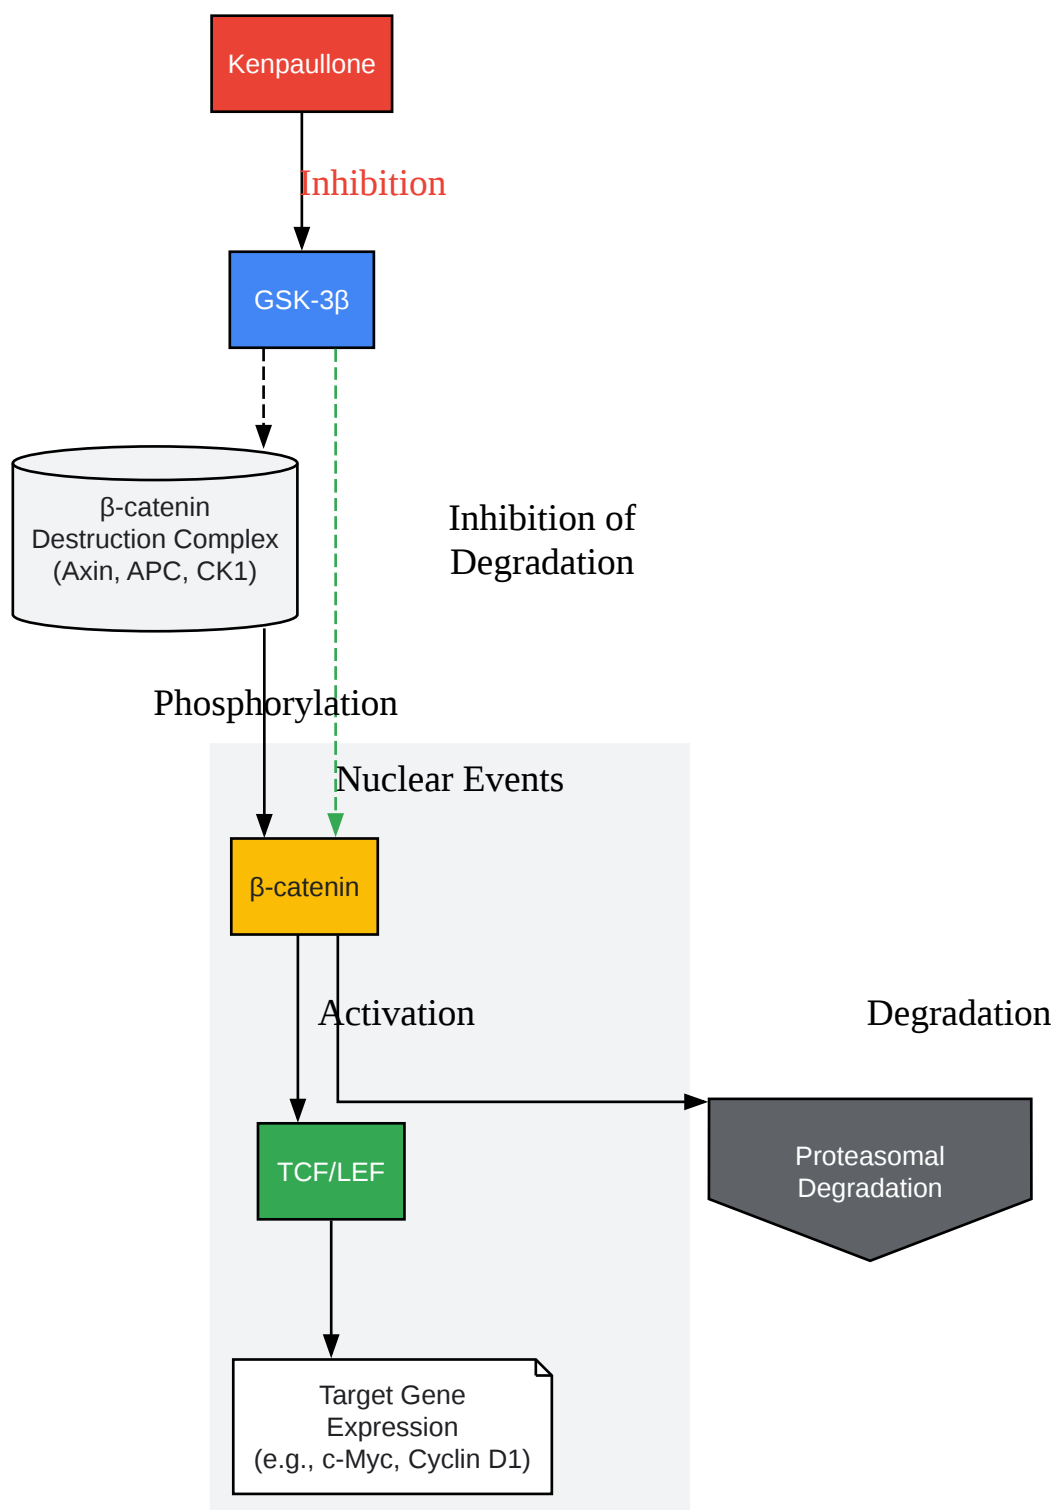 Kenpaullone
Inhibition
GSK-3β
β-catenin
Destruction Complex
(Axin, APC, CK1)
Inhibition of
Degradation
Phosphorylation
Nuclear Events
β-catenin
Activation
Degradation
TCF/LEF
Proteasomal
Degradation
Target Gene
Expression
(e.g., c-Myc, Cyclin D1)